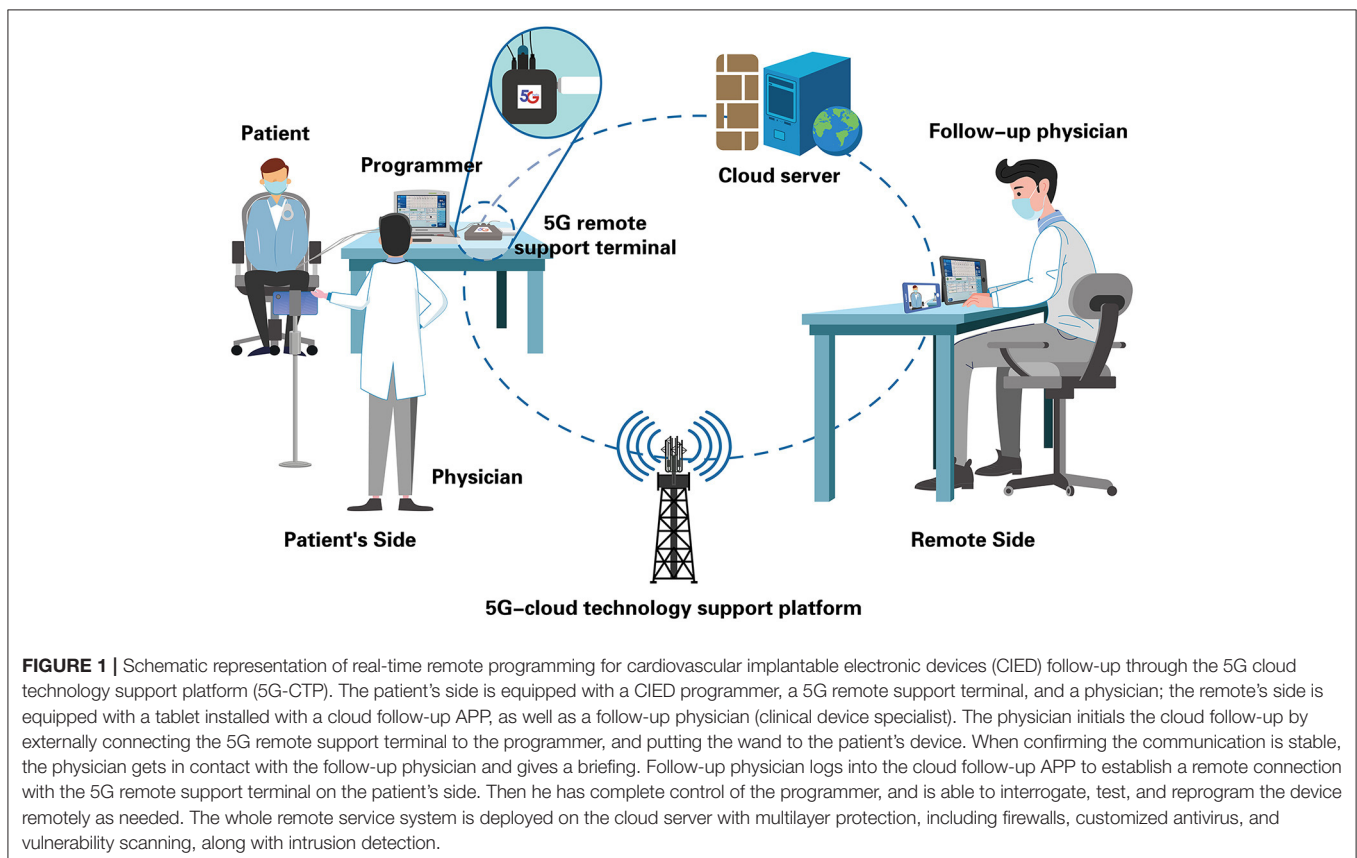 5G
Patient
Programmer
5G remote
support terminal
Cloud server
Follow–up physician
Physician
Patient's Side
Remote Side
5G–cloud technology support platform
FIGURE 1 | Schematic representation of real-time remote programming for cardiovascular implantable electronic devices (CIED) follow-up through the 5G cloud
technology support platform (5G-CTP). The patient’s side is equipped with a CIED programmer, a 5G remote support terminal, and a physician; the remote’s side is
equipped with a tablet installed with a cloud follow-up APP, as well as a follow-up physician (clinical device specialist). The physician initials the cloud follow-up by
externally connecting the 5G remote support terminal to the programmer, and putting the wand to the patient’s device. When confirming the communication is stable,
the physician gets in contact with the follow-up physician and gives a briefing. Follow-up physician logs into the cloud follow-up APP to establish a remote connection
with the 5G remote support terminal on the patient’s side. Then he has complete control of the programmer, and is able to interrogate, test, and reprogram the device
remotely as needed. The whole remote service system is deployed on the cloud server with multilayer protection, including firewalls, customized antivirus, and
vulnerability scanning, along with intrusion detection.